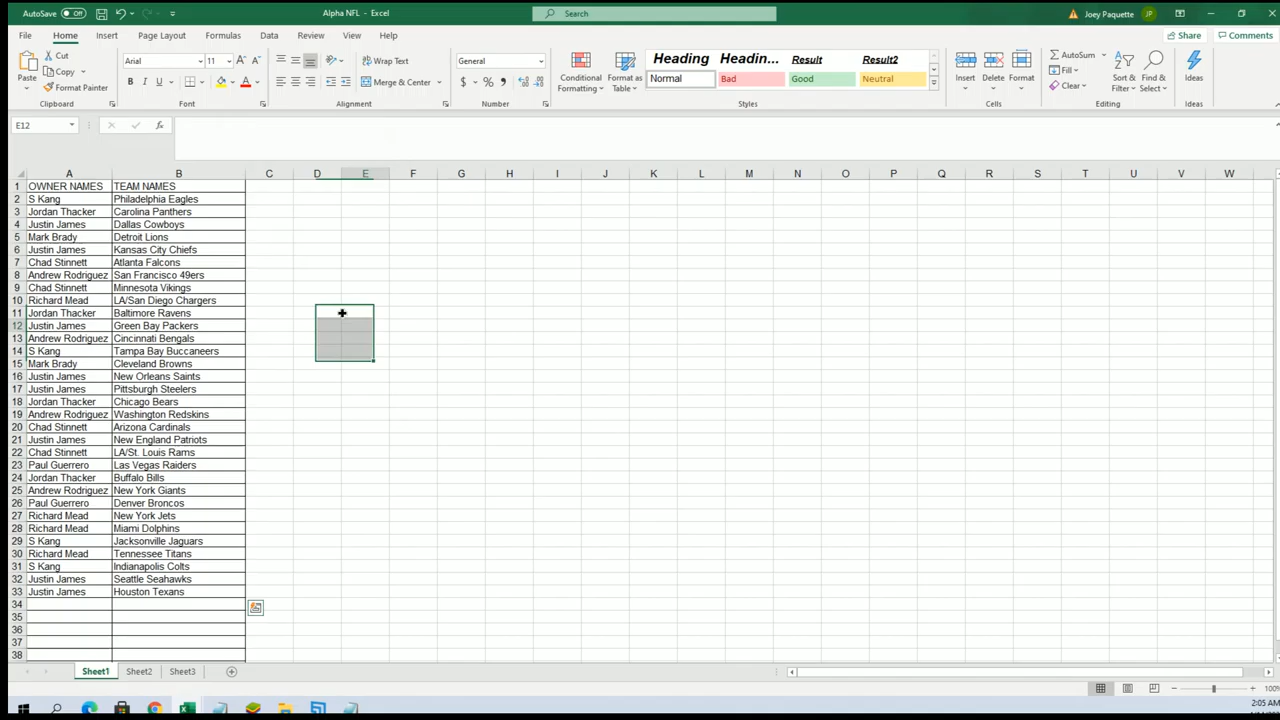 AutoSave Off Alpha NFL - Excel Search Joey Paquette JP
File Home Insert Page Layout Formulas Data Review View Help Share Comments
Paste Cut Copy Format Painter Clipboard
Arial 11 A A B I U A Font
Wrap Text Merge & Center Alignment
General $ % Number
Conditional Formatting Format as Table
Heading Headin... Result Result2
Normal Bad Good Neutral
Styles
Insert Delete Format Cells
AutoSum Fill Clear Sort & Filter Find & Select Editing
Ideas Ideas
E12 fx
A B C D E F G H I J K L M N O P Q R S T U V W
1 OWNER NAMES TEAM NAMES
2 S Kang Philadelphia Eagles
3 Jordan Thacker Carolina Panthers
4 Justin James Dallas Cowboys
5 Mark Brady Detroit Lions
6 Justin James Kansas City Chiefs
7 Chad Stinnett Atlanta Falcons
8 Andrew Rodriguez San Francisco 49ers
9 Chad Stinnett Minnesota Vikings
10 Richard Mead LA/San Diego Chargers
11 Jordan Thacker Baltimore Ravens
12 Justin James Green Bay Packers
13 Andrew Rodriguez Cincinnati Bengals
14 S Kang Tampa Bay Buccaneers
15 Mark Brady Cleveland Browns
16 Justin James New Orleans Saints
17 Justin James Pittsburgh Steelers
18 Jordan Thacker Chicago Bears
19 Andrew Rodriguez Washington Redskins
20 Chad Stinnett Arizona Cardinals
21 Justin James New England Patriots
22 Chad Stinnett LA/St. Louis Rams
23 Paul Guerrero Las Vegas Raiders
24 Jordan Thacker Buffalo Bills
25 Andrew Rodriguez New York Giants
26 Paul Guerrero Denver Broncos
27 Richard Mead New York Jets
28 Richard Mead Miami Dolphins
29 S Kang Jacksonville Jaguars
30 Richard Mead Tennessee Titans
31 S Kang Indianapolis Colts
32 Justin James Seattle Seahawks
33 Justin James Houston Texans
34
35
36
37
38
Sheet1 Sheet2 Sheet3
100%
2:05 AM